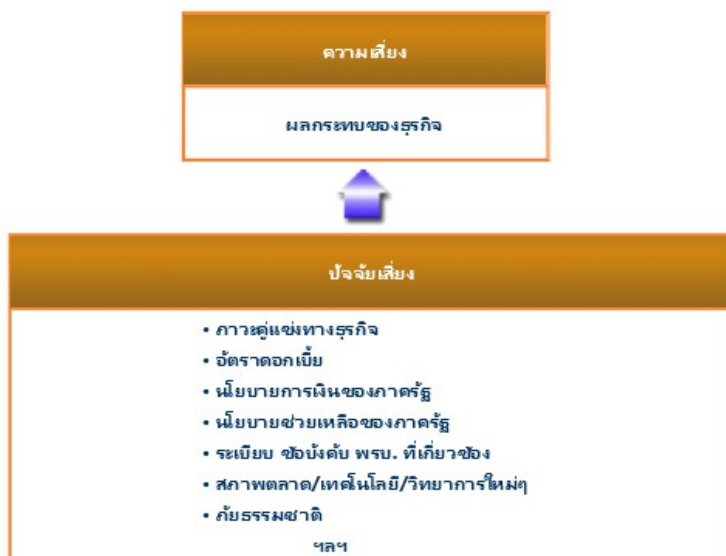 ความเสี่ยง
ผลกระทบของธุรกิจ
ปัจจัยเสี่ยง
• ภาวะคู่แข่งทางธุรกิจ
• อัตราดอกเบี้ย
• นโยบายการเงินของภาครัฐ
• นโยบายช่วยเหลือของภาครัฐ
• ระเบียบ ข้อบังคับ พรบ. ที่เกี่ยวข้อง
• สภาพตลาด/เทคโนโลยี/วิทยาการใหม่ๆ
• ภัยธรรมชาติ
ฯลฯ